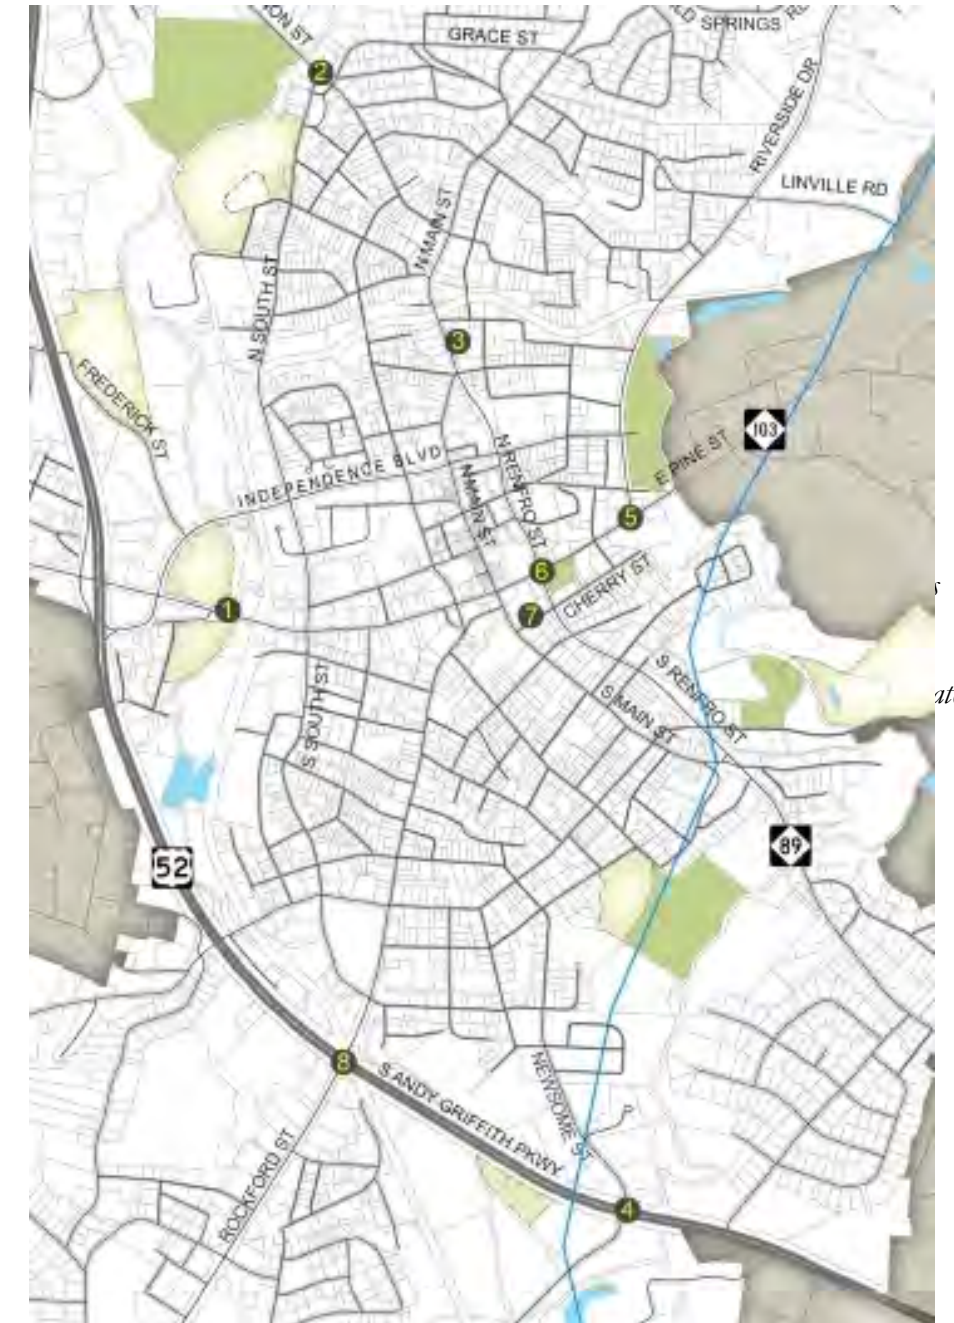 GRACE ST
SPRINGS
2
RIVERSIDE DR
LINVILLE RD
N MAIN ST
N SOUTH ST
3
FREDERICK ST
103
E PINE ST
INDEPENDENCE BLVD
N RENFRO ST
N MAIN ST
5
6
CHERRY ST
7
1
S RENFRO ST
S MAIN ST
S SOUTH ST
52
89
8
S ANDY GRIFFITH PKWY
NEWSOME ST
ROCKFORD ST
4